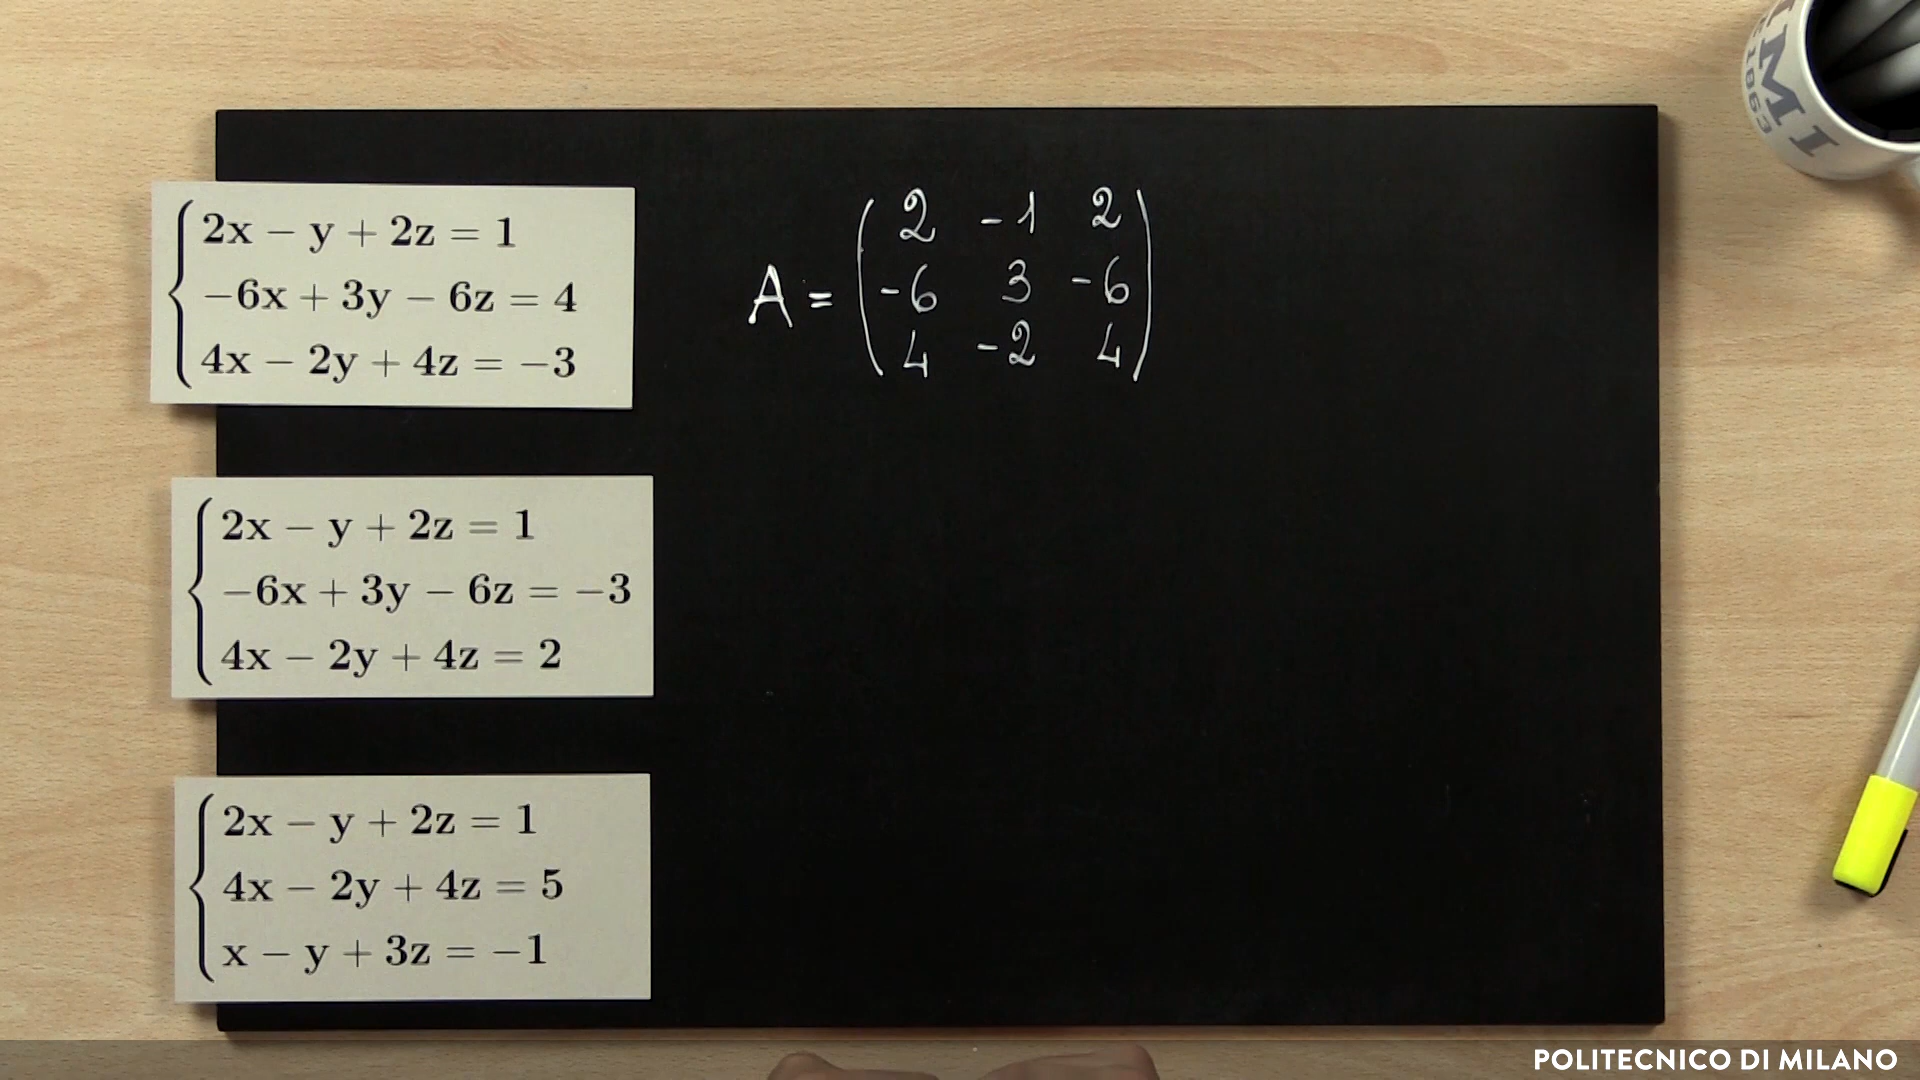 2x − y + 2z = 1
−6x + 3y − 6z = 4
4x − 2y + 4z = −3
2x − y + 2z = 1
−6x + 3y − 6z = −3
4x − 2y + 4z = 2
2x − y + 2z = 1
4x − 2y + 4z = 5
x − y + 3z = −1
2 -1 2
A = -6 3 -6
4 -2 4
1863
POLITECNICO DI MILANO